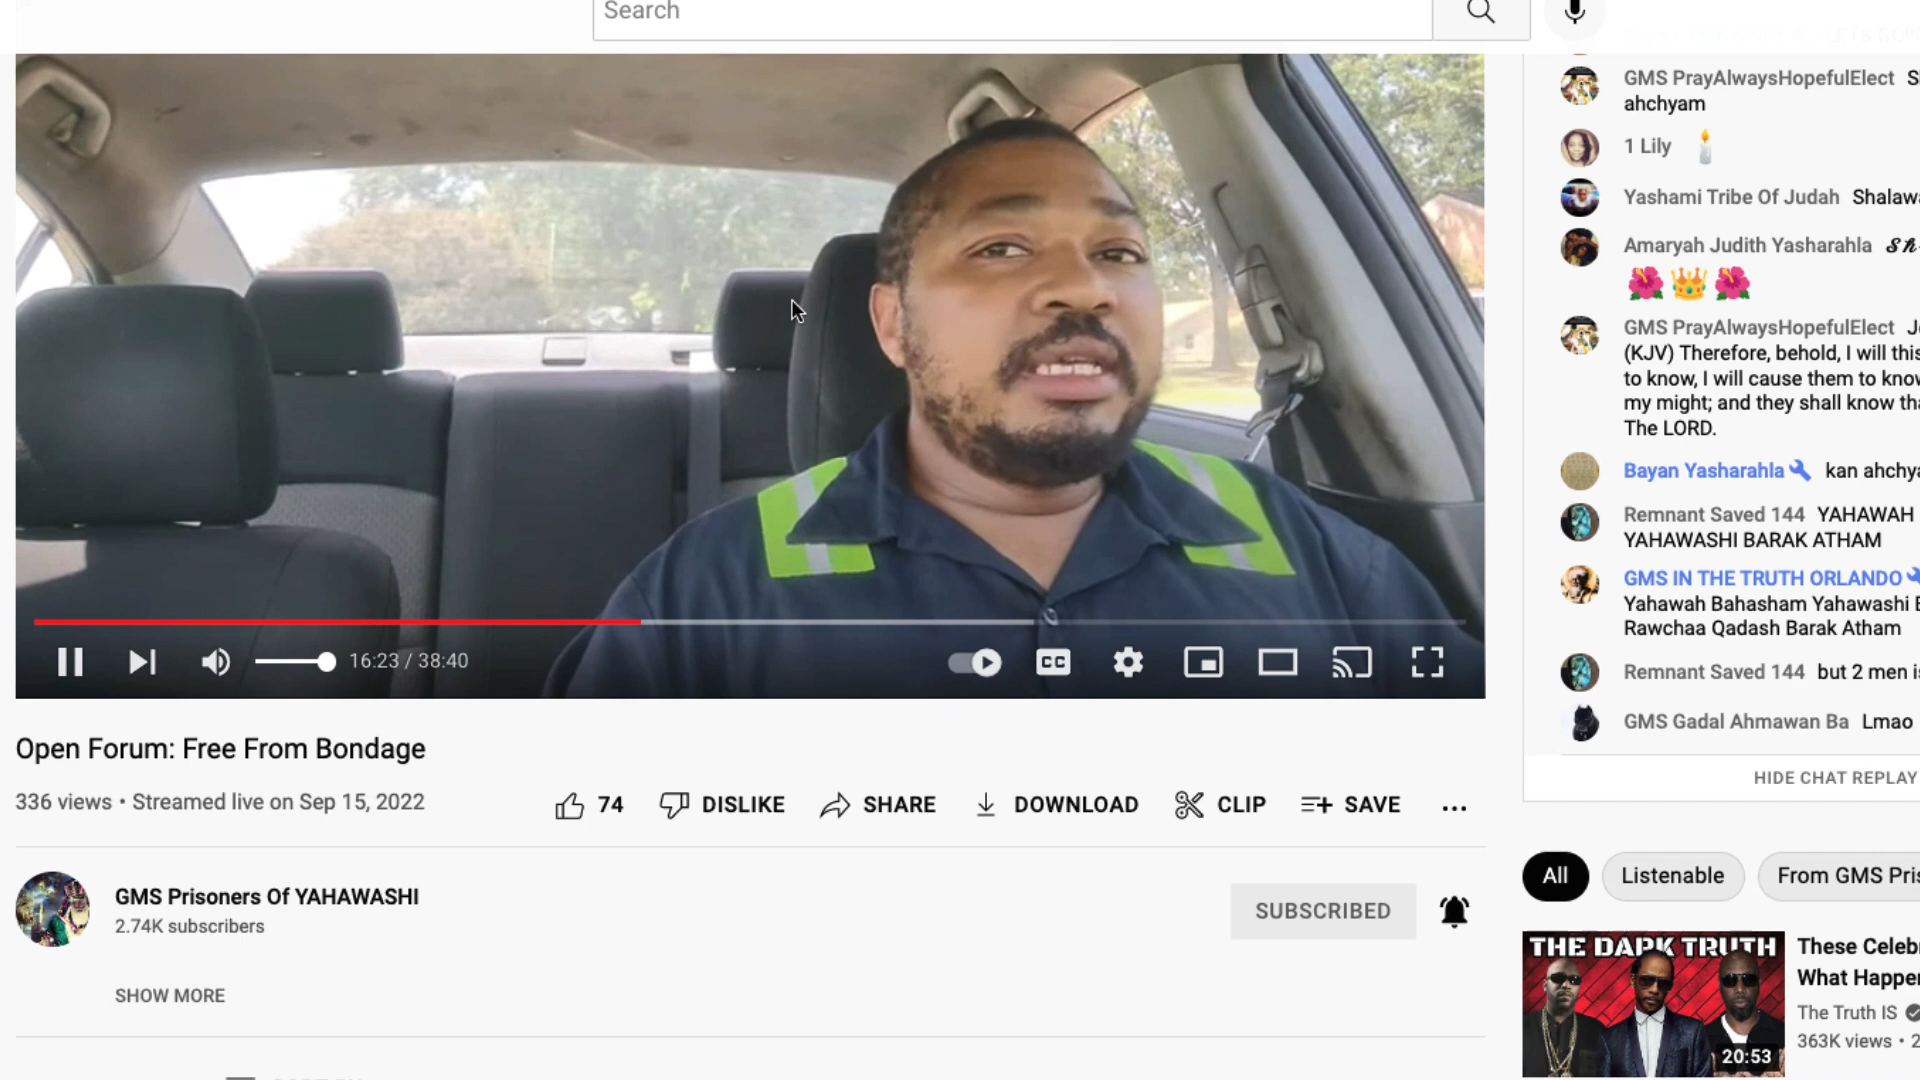 Search
GMS PrayAlwaysHopefulElect
ahchyam
1 Lily
Yashami Tribe Of Judah
Amaryah Judith Yasharahla
GMS PrayAlwaysHopefulElect
(KJV) Therefore, behold, I will this
to know, I will cause them to know
my might; and they shall know
The LORD.
Bayan Yasharahla kan
Remnant Saved 144 YAHAWAH
YAHAWASHI BARAK ATHAM
GMS IN THE TRUTH ORLANDO
Yahawah Bahasham Yahawashi
Rawchaa Qadash Barak Atham
Remnant Saved 144 but 2 men
GMS Gadal Ahmawan Ba Lmao
HIDE CHAT REPLAY
CC
16:23 / 38:40
Open Forum: Free From Bondage
336 views • Streamed live on Sep 15, 2022
74 DISLIKE SHARE DOWNLOAD CLIP SAVE ...
GMS Prisoners Of YAHAWASHI
2.74K subscribers
SUBSCRIBED
SHOW MORE
All Listenable From GMS
THE DARK TRUTH
20:53
These
What
The Truth IS
363K views •